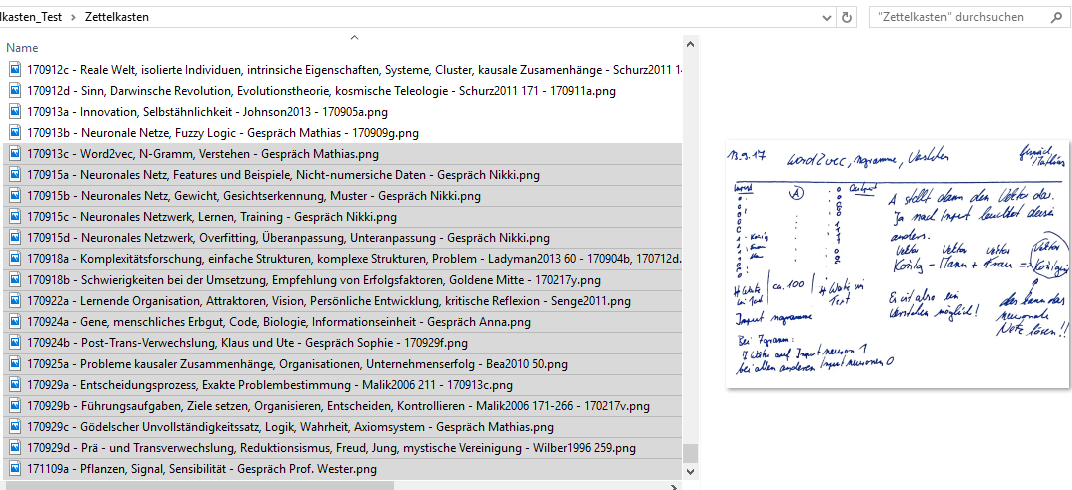 lkasten_Test > Zettelkasten
"Zettelkasten" durchsuchen
Name
170912c - Reale Welt, isolierte Individuen, intrinsiche Eigenschaften, Systeme, Cluster, kausale Zusamenhänge - Schurz2011 14
170912d - Sinn, Darwinsche Revolution, Evolutionstheorie, kosmische Teleologie - Schurz2011 171 - 170911a.png
170913a - Innovation, Selbstähnlichkeit - Johnson2013 - 170905a.png
170913b - Neuronale Netze, Fuzzy Logic - Gespräch Mathias - 170909g.png
170913c - Word2vec, N-Gramm, Verstehen - Gespräch Mathias.png
170915a - Neuronales Netz, Features und Beispiele, Nicht-numersiche Daten - Gespräch Nikki.png
170915b - Neuronales Netz, Gewicht, Gesichtserkennung, Muster - Gespräch Nikki.png
170915c - Neuronales Netzwerk, Lernen, Training - Gespräch Nikki.png
170915d - Neuronales Netzwerk, Overfitting, Überanpassung, Unteranpassung - Gespräch Nikki.png
170918a - Komplexitätsforschung, einfache Strukturen, komplexe Strukturen, Problem - Ladyman2013 60 - 170904b, 170712d.
170918b - Schwierigkeiten bei der Umsetzung, Empfehlung von Erfolgsfaktoren, Goldene Mitte - 170217y.png
170922a - Lernende Organisation, Attraktoren, Vision, Persönliche Entwicklung, kritische Reflexion - Senge2011.png
170924a - Gene, menschliches Erbgut, Code, Biologie, Informationseinheit - Gespräch Anna.png
170924b - Post-Trans-Verwechslung, Klaus und Ute - Gespräch Sophie - 170929f.png
170925a - Probleme kausaler Zusammenhänge, Organisationen, Unternehmenserfolg - Bea2010 50.png
170929a - Entscheidungsprozess, Exakte Problembestimmung - Malik2006 211 - 170913c.png
170929b - Führungsaufgaben, Ziele setzen, Organisieren, Entscheiden, Kontrollieren - Malik2006 171-266 - 170217v.png
170929c - Gödelscher Unvollständigkeitssatz, Logik, Wahrheit, Axiomsystem - Gespräch Mathias.png
170929d - Prä - und Transverwechslung, Reduktionismus, Freud, Jung, mystische Vereinigung - Wilber1996 259.png
171109a - Pflanzen, Signal, Sensibilität - Gespräch Prof. Wester.png
13.9.17 Word2vec, ngramme, Verstehen Gespräch Mathias
Input A Output
A stellt dann den Vektor dar.
Je nach Input leuchtet dieser
anders.
Vektor Vektor Vektor Vektor
König - Mann + Frau = Königin
König
Frau
# Worte im Text ca. 100 # Worte im Text
Es ist also ein
Verstehen möglich!
das kann das
neuronale
Netz lösen!!
Input ngramme
Bei 7gramm:
7 Worte auf Inputneuron 1
bei allen anderen Inputneuronen 0